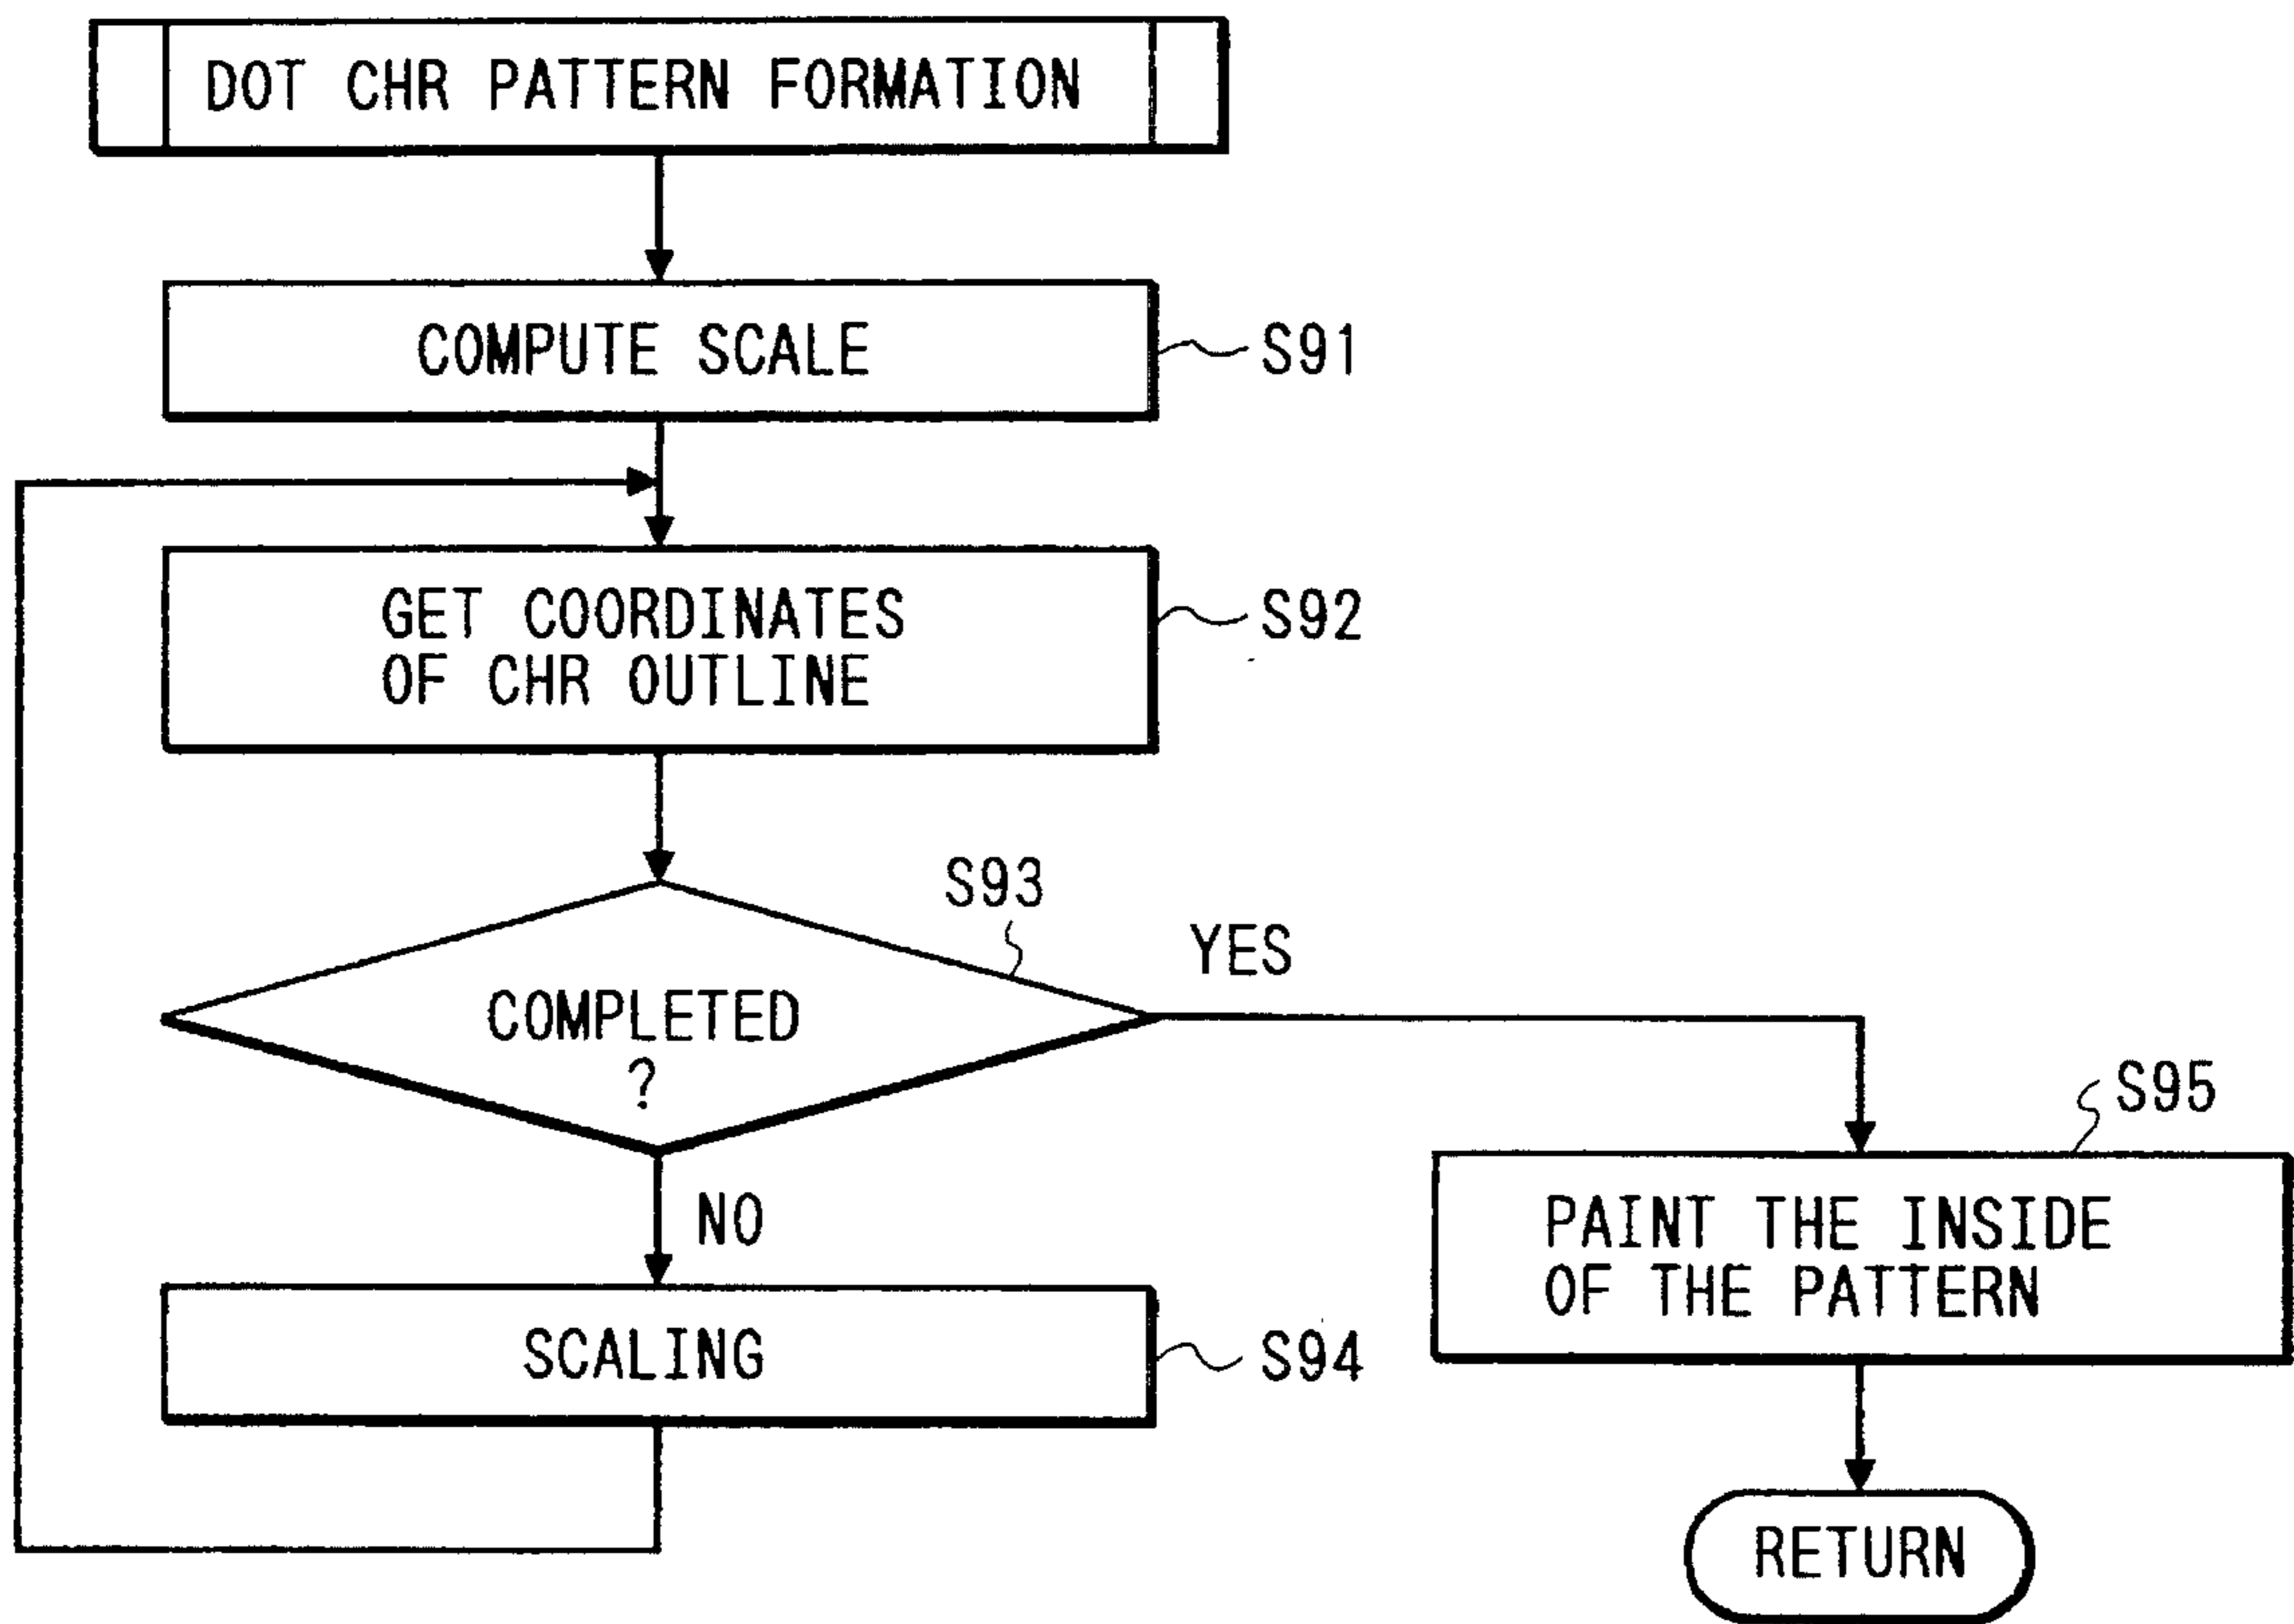 DOT CHR PATTERN FORMATION
COMPUTE SCALE
S91
GET COORDINATES
OF CHR OUTLINE
S92
S93
YES
COMPLETED
?
S95
NO
PAINT THE INSIDE
OF THE PATTERN
SCALING
S94
RETURN